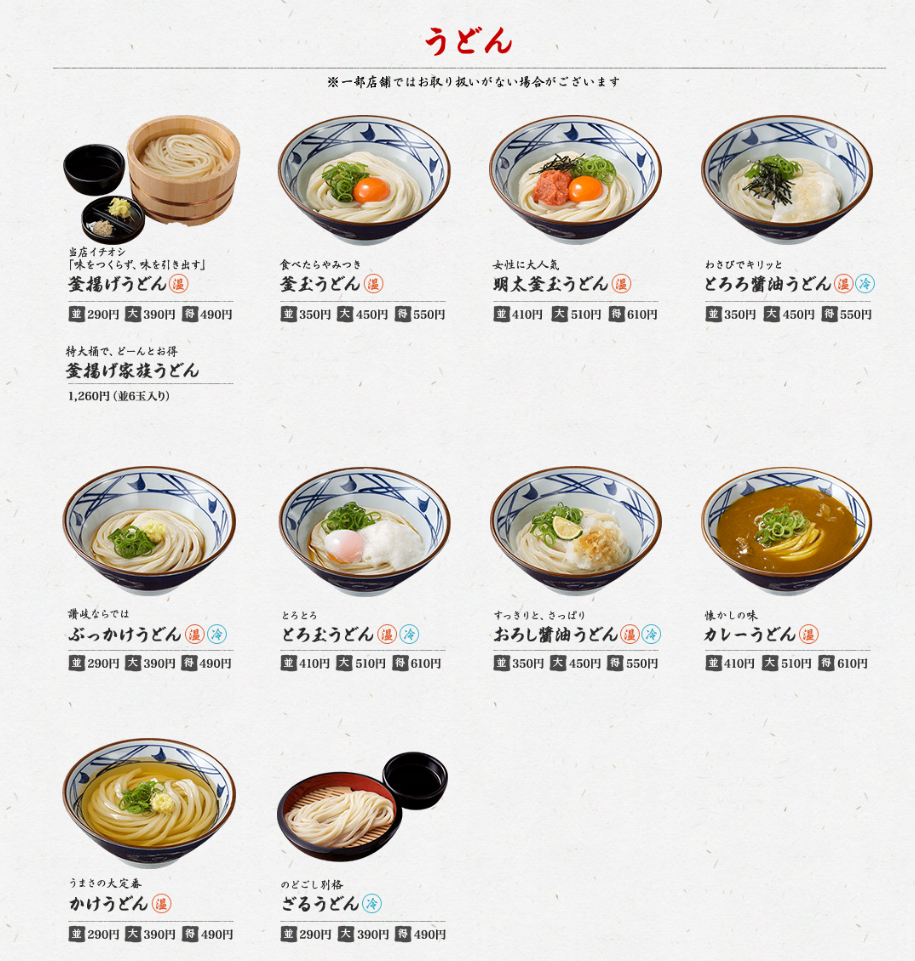 うどん
※一部店舗ではお取り扱いがない場合がございます
当店イチオシ
「味をつくらず、味を引き出す」
釜揚げうどん 温
並 290円 大 390円 得 490円
特大桶で、どーんとお得
釜揚げ家族うどん
1,260円(並6玉入り)
食べたらやみつき
釜玉うどん 温
並 350円 大 450円 得 550円
女性に大人気
明太釜玉うどん 温
並 410円 大 510円 得 610円
わさびでキリッと
とろろ醤油うどん 温 冷
並 350円 大 450円 得 550円
讃岐ならでは
ぶっかけうどん 温 冷
並 290円 大 390円 得 490円
とろとろ
とろ玉うどん 温 冷
並 410円 大 510円 得 610円
すっきりと、さっぱり
おろし醤油うどん 温 冷
並 350円 大 450円 得 550円
懐かしの味
カレーうどん 温
並 410円 大 510円 得 610円
うまさの大定番
かけうどん 温
並 290円 大 390円 得 490円
のどごし別格
ざるうどん 冷
並 290円 大 390円 得 490円